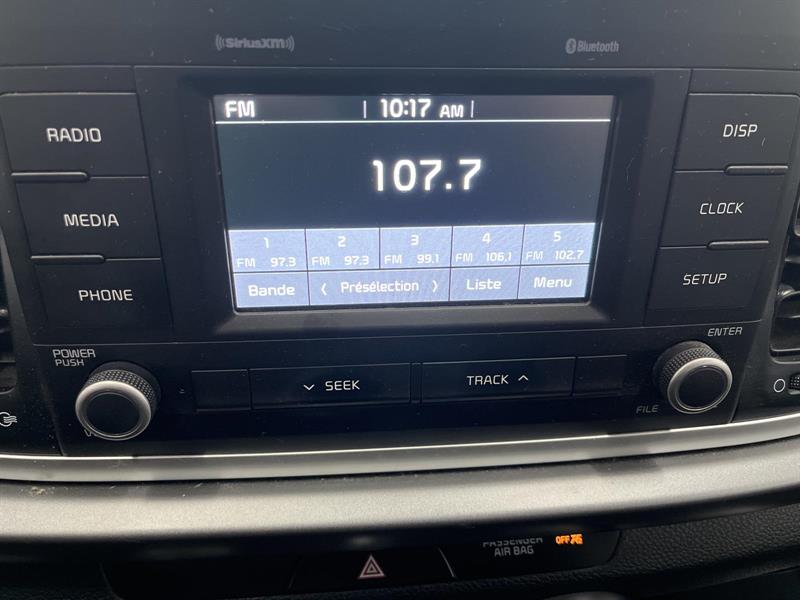 SiriusXM
Bluetooth
RADIO
MEDIA
PHONE
FM | 10:17 AM |
107.7
1 2 3 4 5
FM 97.3 FM 97.3 FM 99.1 FM 106.1 FM 102.7
Bande < Présélection > Liste Menu
DISP
CLOCK
SETUP
POWER
PUSH
SEEK
TRACK
ENTER
FILE
PASSENGER
AIR BAG
OFF